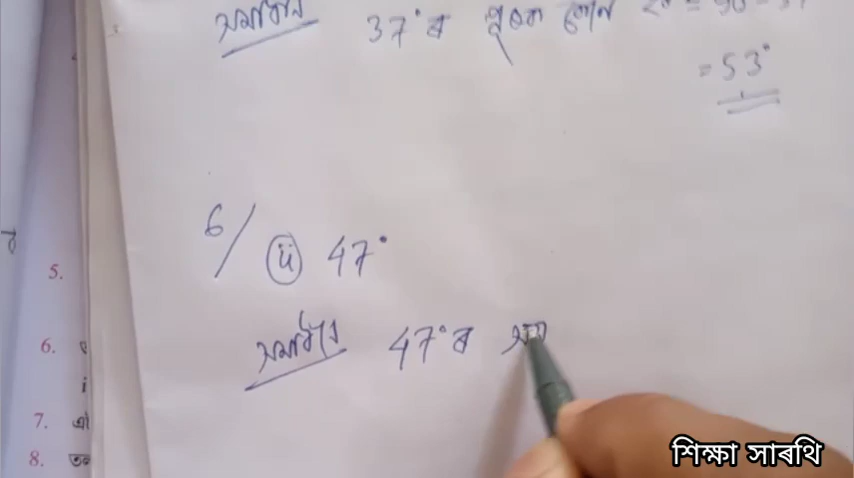 সমাধান 37°ৰ পূৰক কোণ
= 53°
6/ (ii) 47°
সমাধান 47°ৰ
5.
6.
i
7.
8.
শিক্ষা সাৰথি